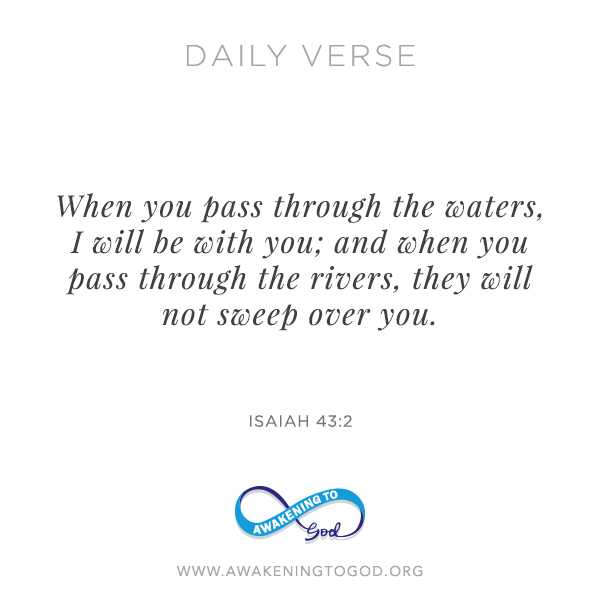 DAILY VERSE
When you pass through the waters,
I will be with you; and when you
pass through the rivers, they will
not sweep over you.
ISAIAH 43:2
AWAKENING TO
God
WWW.AWAKENINGTOGOD.ORG